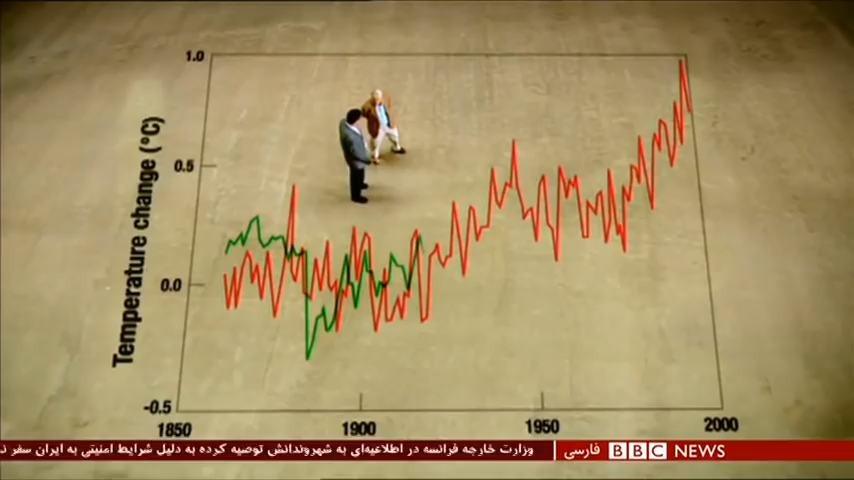 Temperature change (°C)
1.0
0.5
0.0
-0.5
1850 1900 1950 2000
وزارت خارجه فرانسه در اطلاعیه‌ای به شهروندانش توصیه کرده به دلیل شرایط امنیتی به ایران سفر
BBC NEWS فارسی